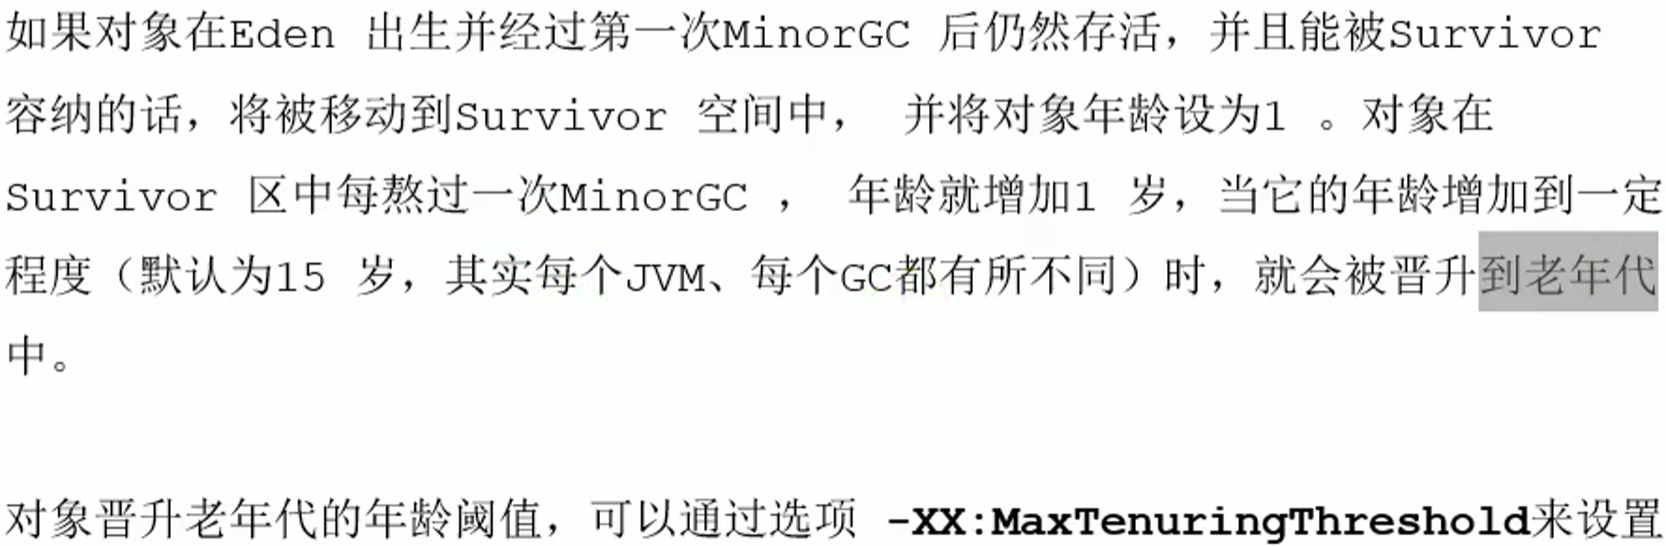 如果对象在Eden 出生并经过第一次MinorGC 后仍然存活，并且能被Survivor
容纳的话，将被移动到Survivor 空间中， 并将对象年龄设为1 。对象在
Survivor 区中每熬过一次MinorGC ， 年龄就增加1 岁，当它的年龄增加到一定
程度（默认为15 岁，其实每个JVM、每个GC都有所不同）时，就会被晋升到老年代
中。
对象晋升老年代的年龄阈值，可以通过选项 -XX:MaxTenuringThreshold来设置